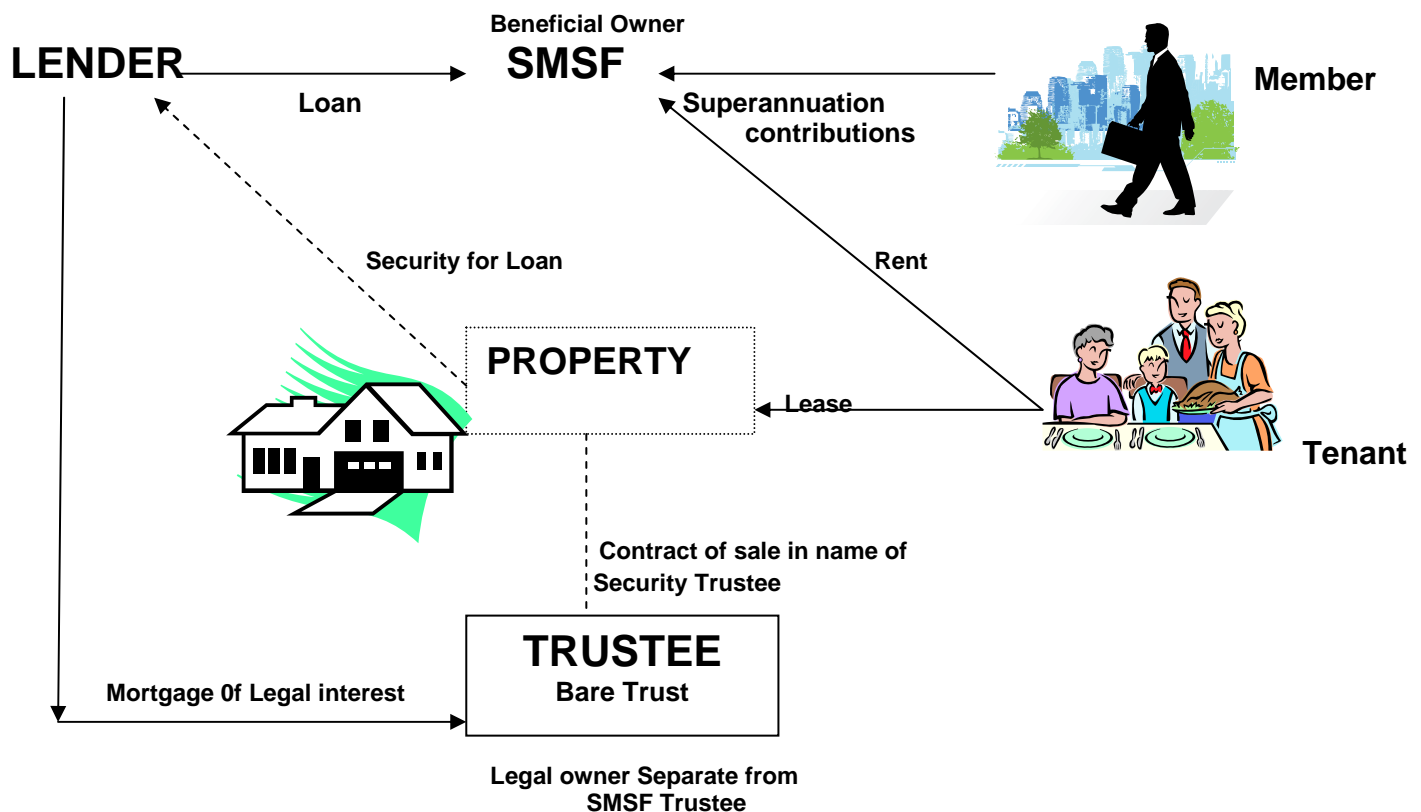 Beneficial Owner
LENDER
SMSF
Member
Loan
Superannuation
contributions
Security for Loan
Rent
PROPERTY
Lease
Tenant
Contract of sale in name of
Security Trustee
TRUSTEE
Bare Trust
Mortgage 0f Legal interest
Legal owner Separate from
SMSF Trustee